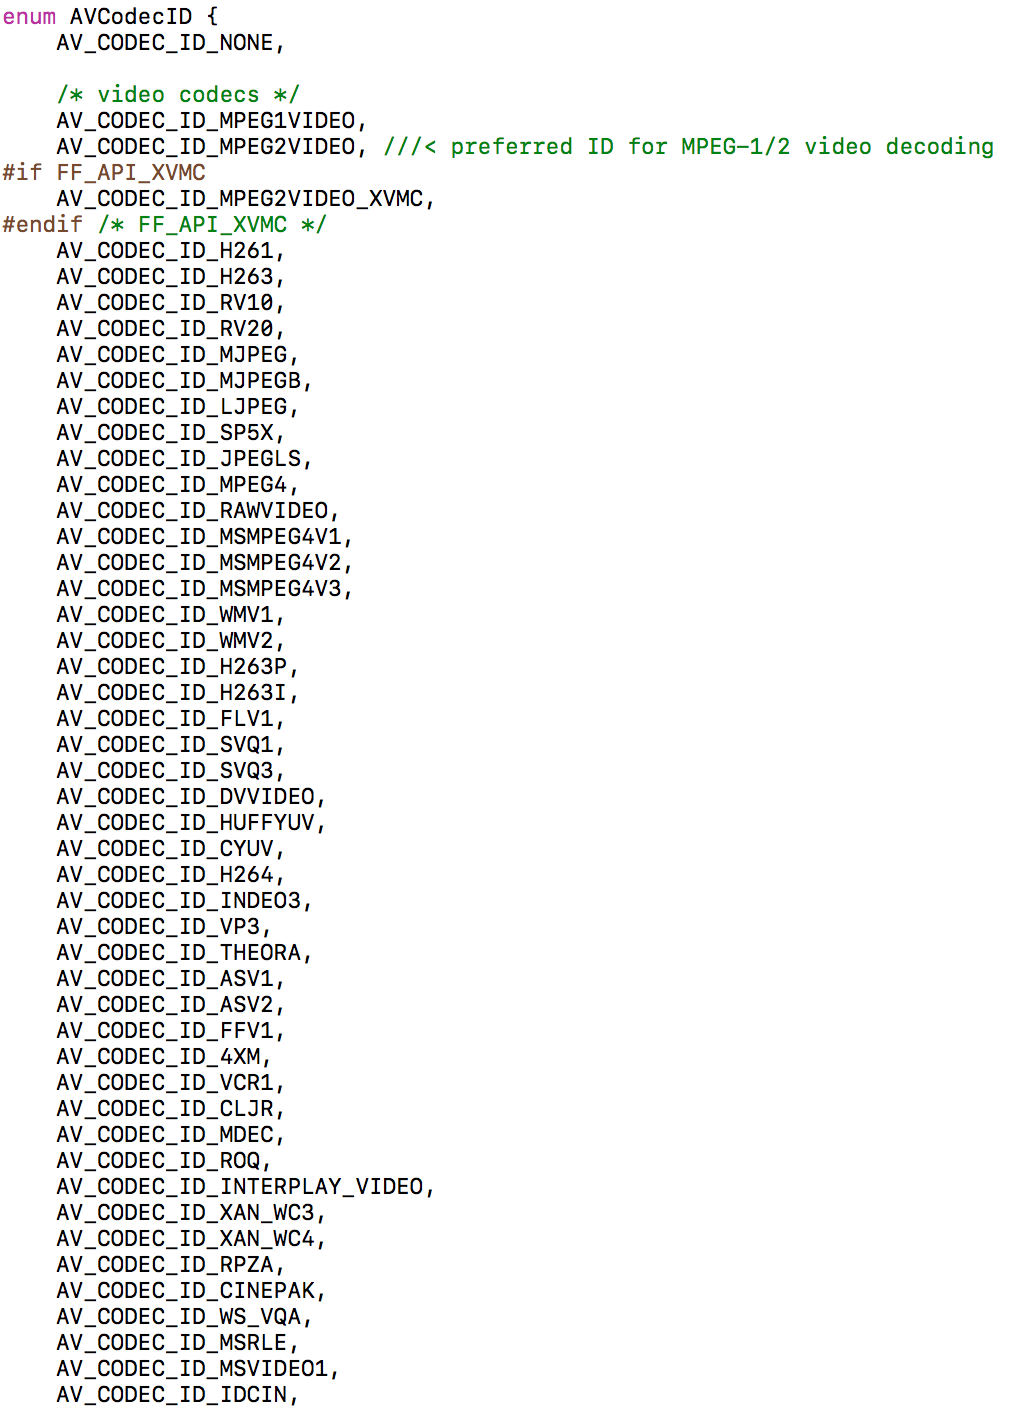 enum AVCodecID {
    AV_CODEC_ID_NONE,

    /* video codecs */
    AV_CODEC_ID_MPEG1VIDEO,
    AV_CODEC_ID_MPEG2VIDEO, ///< preferred ID for MPEG-1/2 video decoding
#if FF_API_XVMC
    AV_CODEC_ID_MPEG2VIDEO_XVMC,
#endif /* FF_API_XVMC */
    AV_CODEC_ID_H261,
    AV_CODEC_ID_H263,
    AV_CODEC_ID_RV10,
    AV_CODEC_ID_RV20,
    AV_CODEC_ID_MJPEG,
    AV_CODEC_ID_MJPEGB,
    AV_CODEC_ID_LJPEG,
    AV_CODEC_ID_SP5X,
    AV_CODEC_ID_JPEGLS,
    AV_CODEC_ID_MPEG4,
    AV_CODEC_ID_RAWVIDEO,
    AV_CODEC_ID_MSMPEG4V1,
    AV_CODEC_ID_MSMPEG4V2,
    AV_CODEC_ID_MSMPEG4V3,
    AV_CODEC_ID_WMV1,
    AV_CODEC_ID_WMV2,
    AV_CODEC_ID_H263P,
    AV_CODEC_ID_H263I,
    AV_CODEC_ID_FLV1,
    AV_CODEC_ID_SVQ1,
    AV_CODEC_ID_SVQ3,
    AV_CODEC_ID_DVVIDEO,
    AV_CODEC_ID_HUFFYUV,
    AV_CODEC_ID_CYUV,
    AV_CODEC_ID_H264,
    AV_CODEC_ID_INDEO3,
    AV_CODEC_ID_VP3,
    AV_CODEC_ID_THEORA,
    AV_CODEC_ID_ASV1,
    AV_CODEC_ID_ASV2,
    AV_CODEC_ID_FFV1,
    AV_CODEC_ID_4XM,
    AV_CODEC_ID_VCR1,
    AV_CODEC_ID_CLJR,
    AV_CODEC_ID_MDEC,
    AV_CODEC_ID_ROQ,
    AV_CODEC_ID_INTERPLAY_VIDEO,
    AV_CODEC_ID_XAN_WC3,
    AV_CODEC_ID_XAN_WC4,
    AV_CODEC_ID_RPZA,
    AV_CODEC_ID_CINEPAK,
    AV_CODEC_ID_WS_VQA,
    AV_CODEC_ID_MSRLE,
    AV_CODEC_ID_MSVIDEO1,
    AV_CODEC_ID_IDCIN,